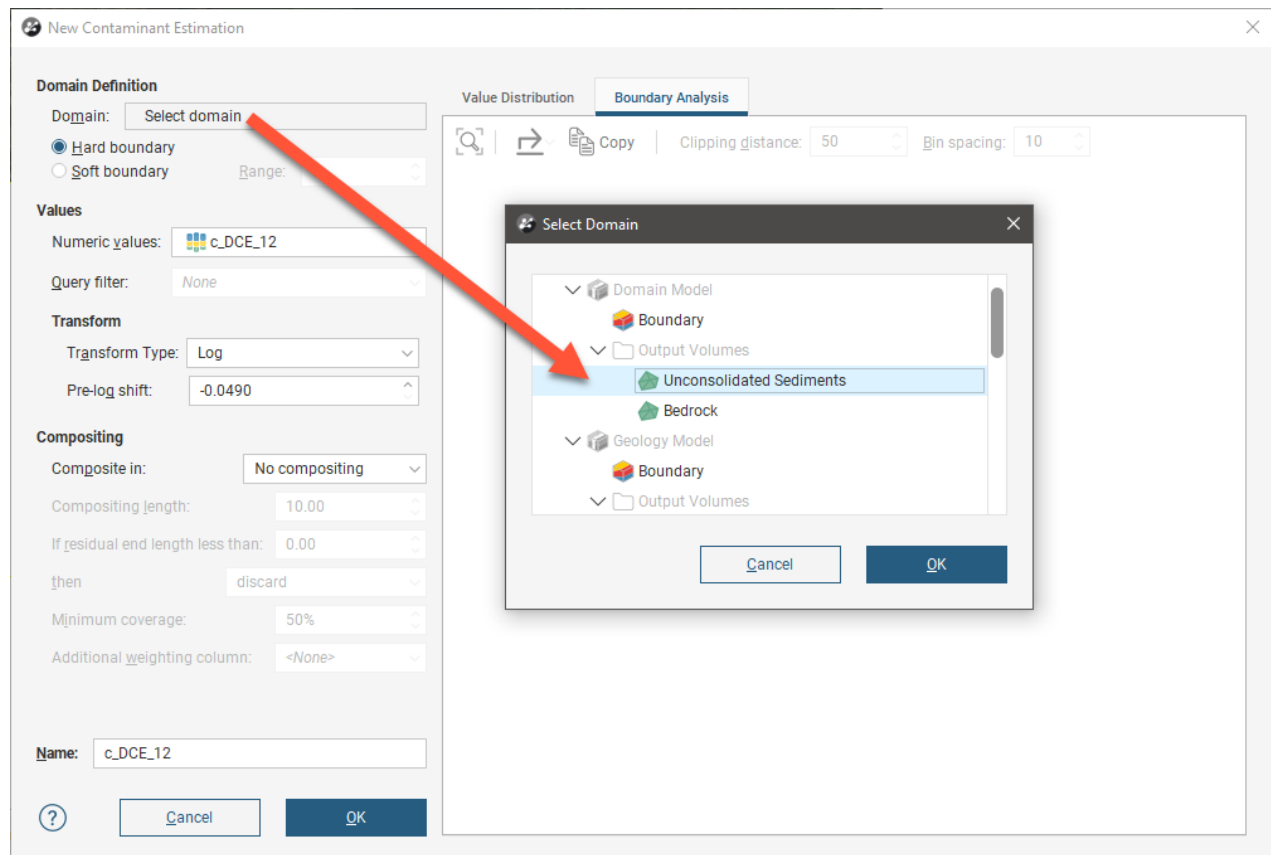 New Contaminant Estimation
Domain Definition
Domain: Select domain
Hard boundary
Soft boundary Range:
Values
Numeric values: c_DCE_12
Query filter: None
Transform
Transform Type: Log
Pre-log shift: -0.0490
Compositing
Composite in: No compositing
Compositing length: 10.00
If residual end length less than: 0.00
then discard
Minimum coverage: 50%
Additional weighting column: <None>
Name: c_DCE_12
? Cancel OK
Value Distribution Boundary Analysis
Copy Clipping distance: 50 Bin spacing: 10
Select Domain
Domain Model
Boundary
Output Volumes
Unconsolidated Sediments
Bedrock
Geology Model
Boundary
Output Volumes
Cancel OK